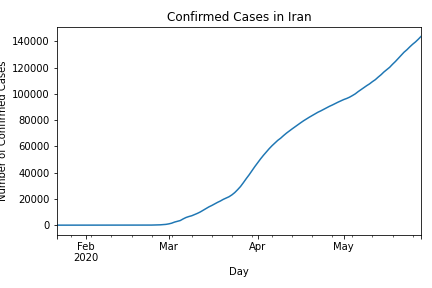 Confirmed Cases in Iran
140000
120000
100000
80000
60000
40000
20000
0
Number of Confirmed Cases
Feb
2020
Mar
Apr
May
Day